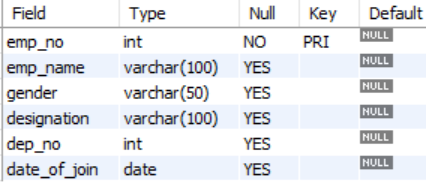 Field Type Null Key Default
emp_no int NO PRI NULL
emp_name varchar(100) YES NULL
gender varchar(50) YES NULL
designation varchar(100) YES NULL
dep_no int YES NULL
date_of_join date YES NULL